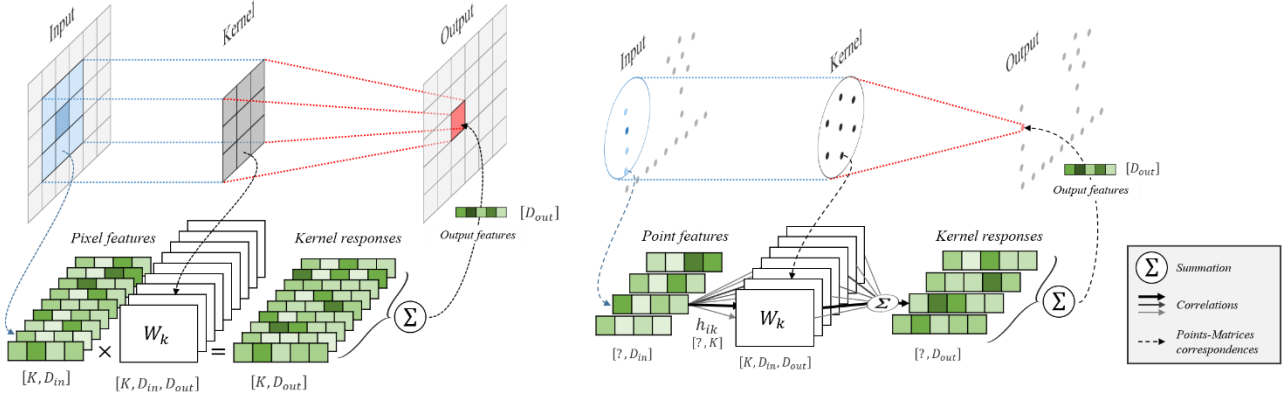 Input
Kernel
Output
[D_out]
Output features
Pixel features
Kernel responses
W_k
Σ
×
=
[K, D_in]
[K, D_in, D_out]
[K, D_out]
Input
Kernel
Output
[D_out]
Output features
Point features
Kernel responses
h_ik
[?, K]
W_k
Σ
Σ
[?, D_in]
[K, D_in, D_out]
[?, D_out]
Σ Summation
Correlations
Points-Matrices
correspondences